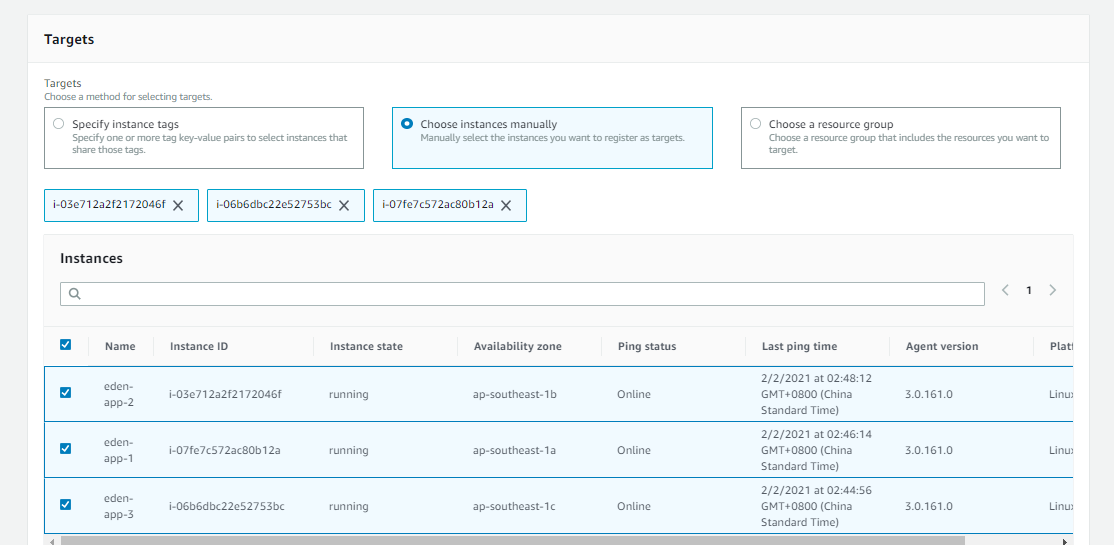 Targets
Targets
Choose a method for selecting targets.
Specify instance tags
Specify one or more tag key-value pairs to select instances that
share those tags.
Choose instances manually
Manually select the instances you want to register as targets.
Choose a resource group
Choose a resource group that includes the resources you want to
target.
i-03e712a2f2172046f i-06b6dbc22e52753bc i-07fe7c572ac80b12a
Instances
1
Name Instance ID Instance state Availability zone Ping status Last ping time Agent version Platf
eden-
app-2
i-03e712a2f2172046f running ap-southeast-1b Online
2/2/2021 at 02:48:12
GMT+0800 (China
Standard Time)
3.0.161.0 Linux
eden-
app-1
i-07fe7c572ac80b12a running ap-southeast-1a Online
2/2/2021 at 02:46:14
GMT+0800 (China
Standard Time)
3.0.161.0 Linux
eden-
app-3
i-06b6dbc22e52753bc running ap-southeast-1c Online
2/2/2021 at 02:44:56
GMT+0800 (China
Standard Time)
3.0.161.0 Linux